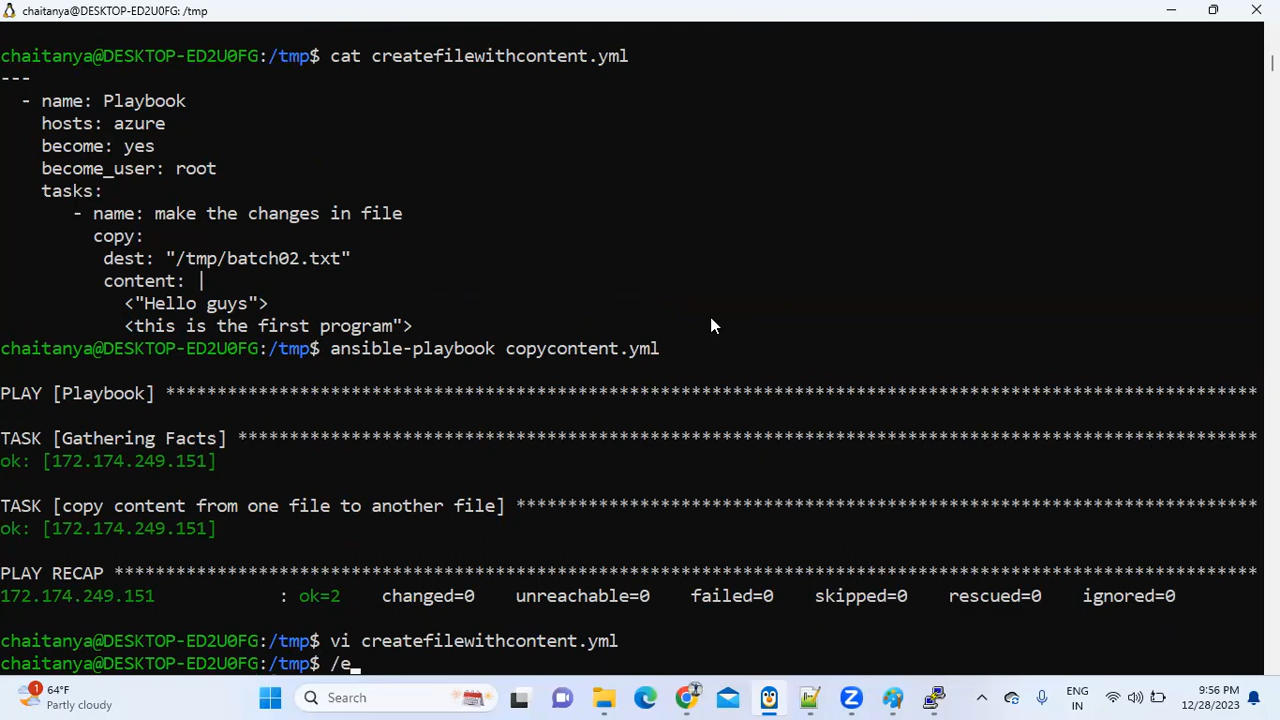 chaitanya@DESKTOP-ED2U0FG: /tmp
chaitanya@DESKTOP-ED2U0FG:/tmp$ cat createfilewithcontent.yml
---
  - name: Playbook
    hosts: azure
    become: yes
    become_user: root
    tasks:
       - name: make the changes in file
         copy:
          dest: "/tmp/batch02.txt"
          content: |
            <"Hello guys">
            <this is the first program">
chaitanya@DESKTOP-ED2U0FG:/tmp$ ansible-playbook copycontent.yml
PLAY [Playbook] **********************************************************************************************************
TASK [Gathering Facts] ***************************************************************************************************
ok: [172.174.249.151]
TASK [copy content from one file to another file] ************************************************************************
ok: [172.174.249.151]
PLAY RECAP ***************************************************************************************************************
172.174.249.151            : ok=2    changed=0    unreachable=0    failed=0    skipped=0    rescued=0    ignored=0
chaitanya@DESKTOP-ED2U0FG:/tmp$ vi createfilewithcontent.yml
chaitanya@DESKTOP-ED2U0FG:/tmp$ /e_
1
64°F
Partly cloudy
Search
ENG
IN
9:56 PM
12/28/2023